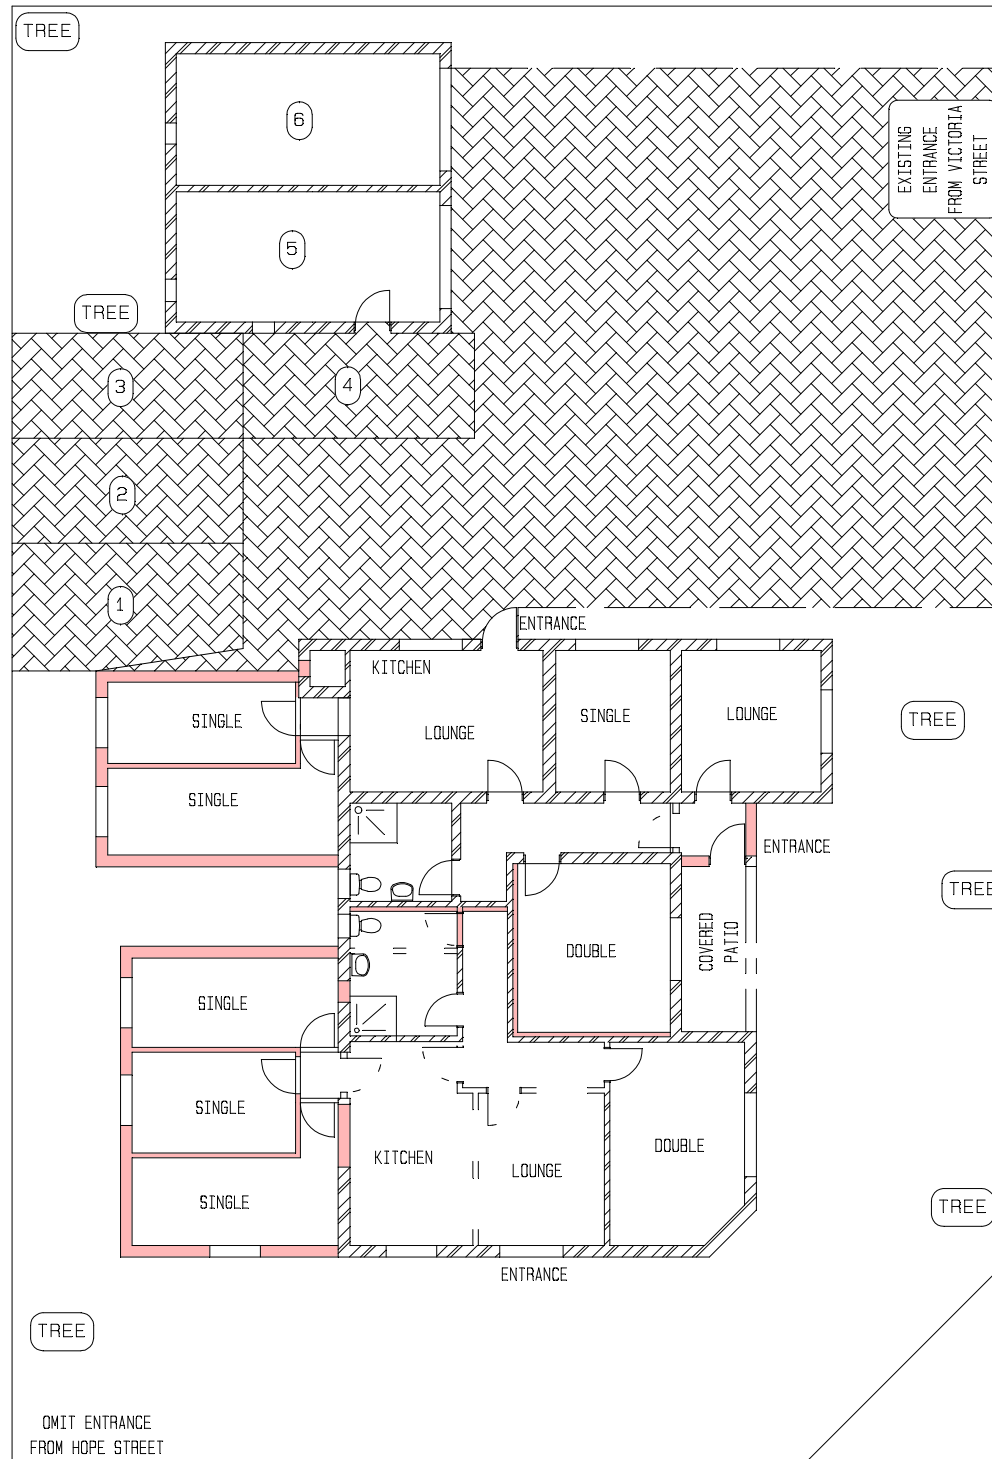 TREE
6
EXISTING
ENTRANCE
FROM VICTORIA
STREET
5
TREE
3
4
2
1
ENTRANCE
KITCHEN
LOUNGE
SINGLE
LOUNGE
SINGLE
TREE
SINGLE
ENTRANCE
TREE
COVERED
PATIO
DOUBLE
SINGLE
SINGLE
KITCHEN
LOUNGE
DOUBLE
SINGLE
TREE
ENTRANCE
TREE
OMIT ENTRANCE
FROM HOPE STREET